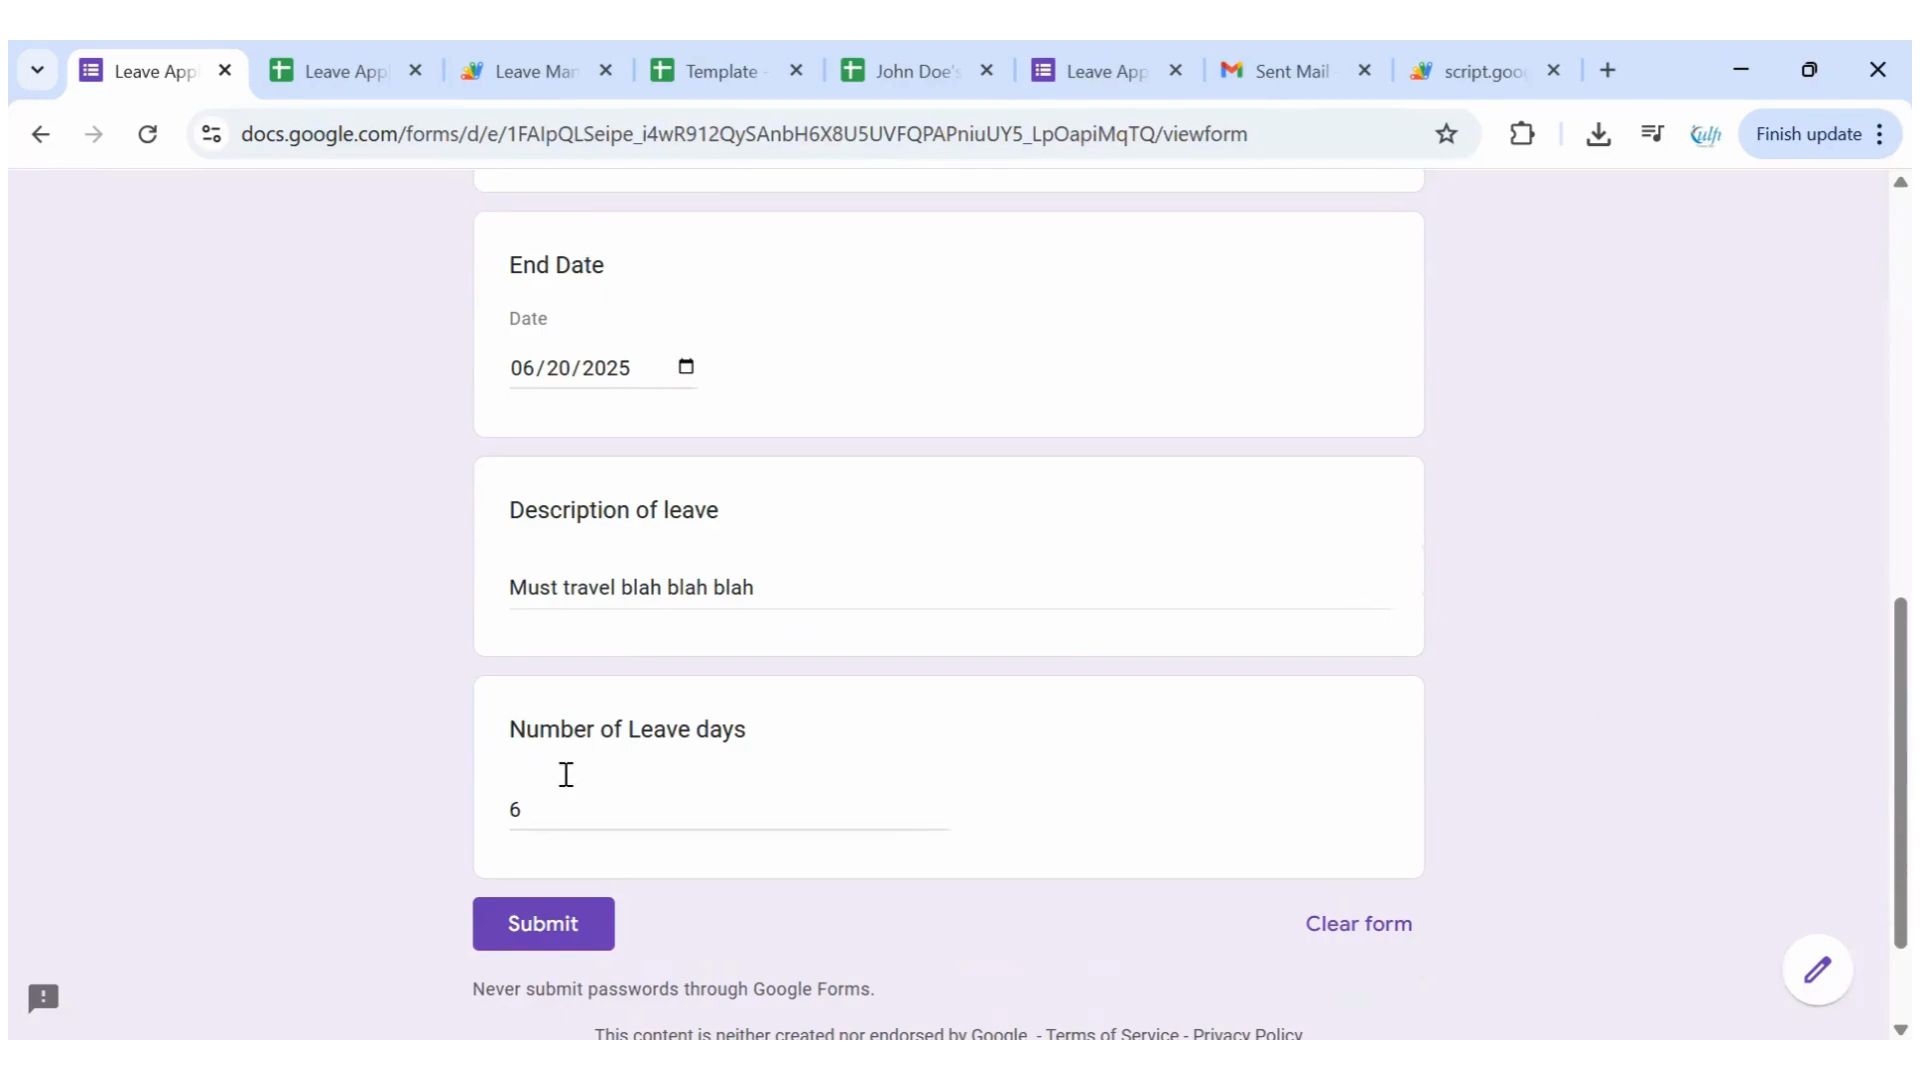 Leave App
Leave App
Leave Man
Template -
John Doe's
Leave App
Sent Mail
script.goo
docs.google.com/forms/d/e/1FAIpQLSeipe_i4wR912QySAnbH6X8U5UVFQPAPniuUY5_LpOapiMqTQ/viewform
Finish update
End Date
Date
06/20/2025
Description of leave
Must travel blah blah blah
Number of Leave days
6
Submit
Clear form
Never submit passwords through Google Forms.
This content is neither created nor endorsed by Google. - Terms of Service - Privacy Policy